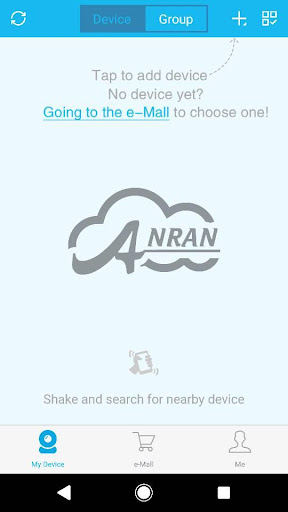 Device Group
Tap to add device
No device yet?
Going to the e-Mall to choose one!
ANRAN
Shake and search for nearby device
My Device e-Mall Me